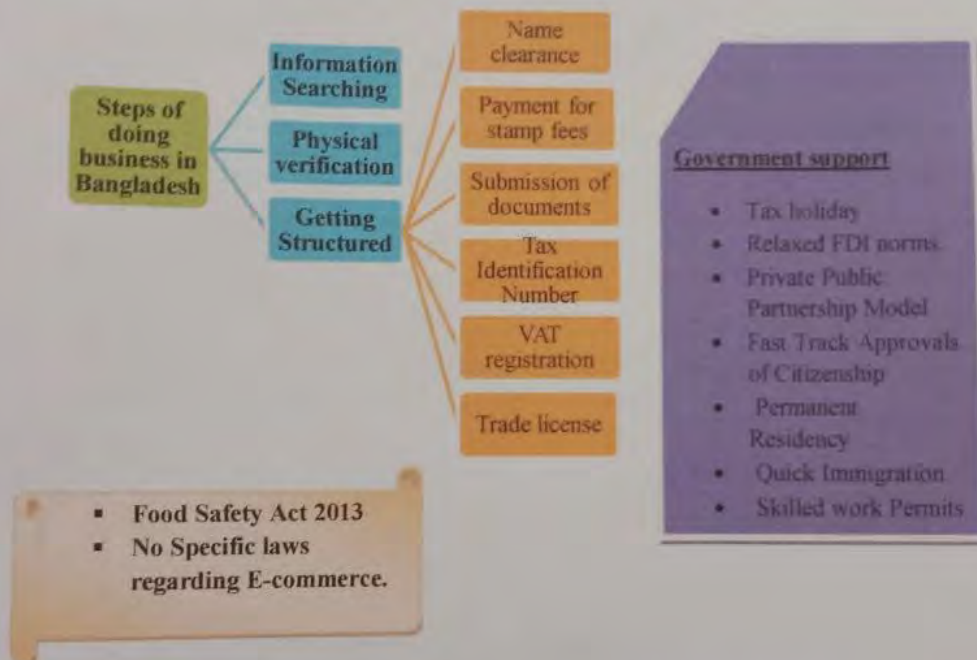 Steps of
doing
business in
Bangladesh
Information
Searching
Physical
verification
Getting
Structured
Name
clearance
Payment for
stamp fees
Submission of
documents
Tax
Identification
Number
VAT
registration
Trade license
Government support
• Tax holiday
• Relaxed FDI norms
• Private Public
Partnership Model
• Fast Track Approvals
of Citizenship
• Permanent
Residency
• Quick Immigration
• Skilled work Permits
▪ Food Safety Act 2013
▪ No Specific laws
regarding E-commerce.